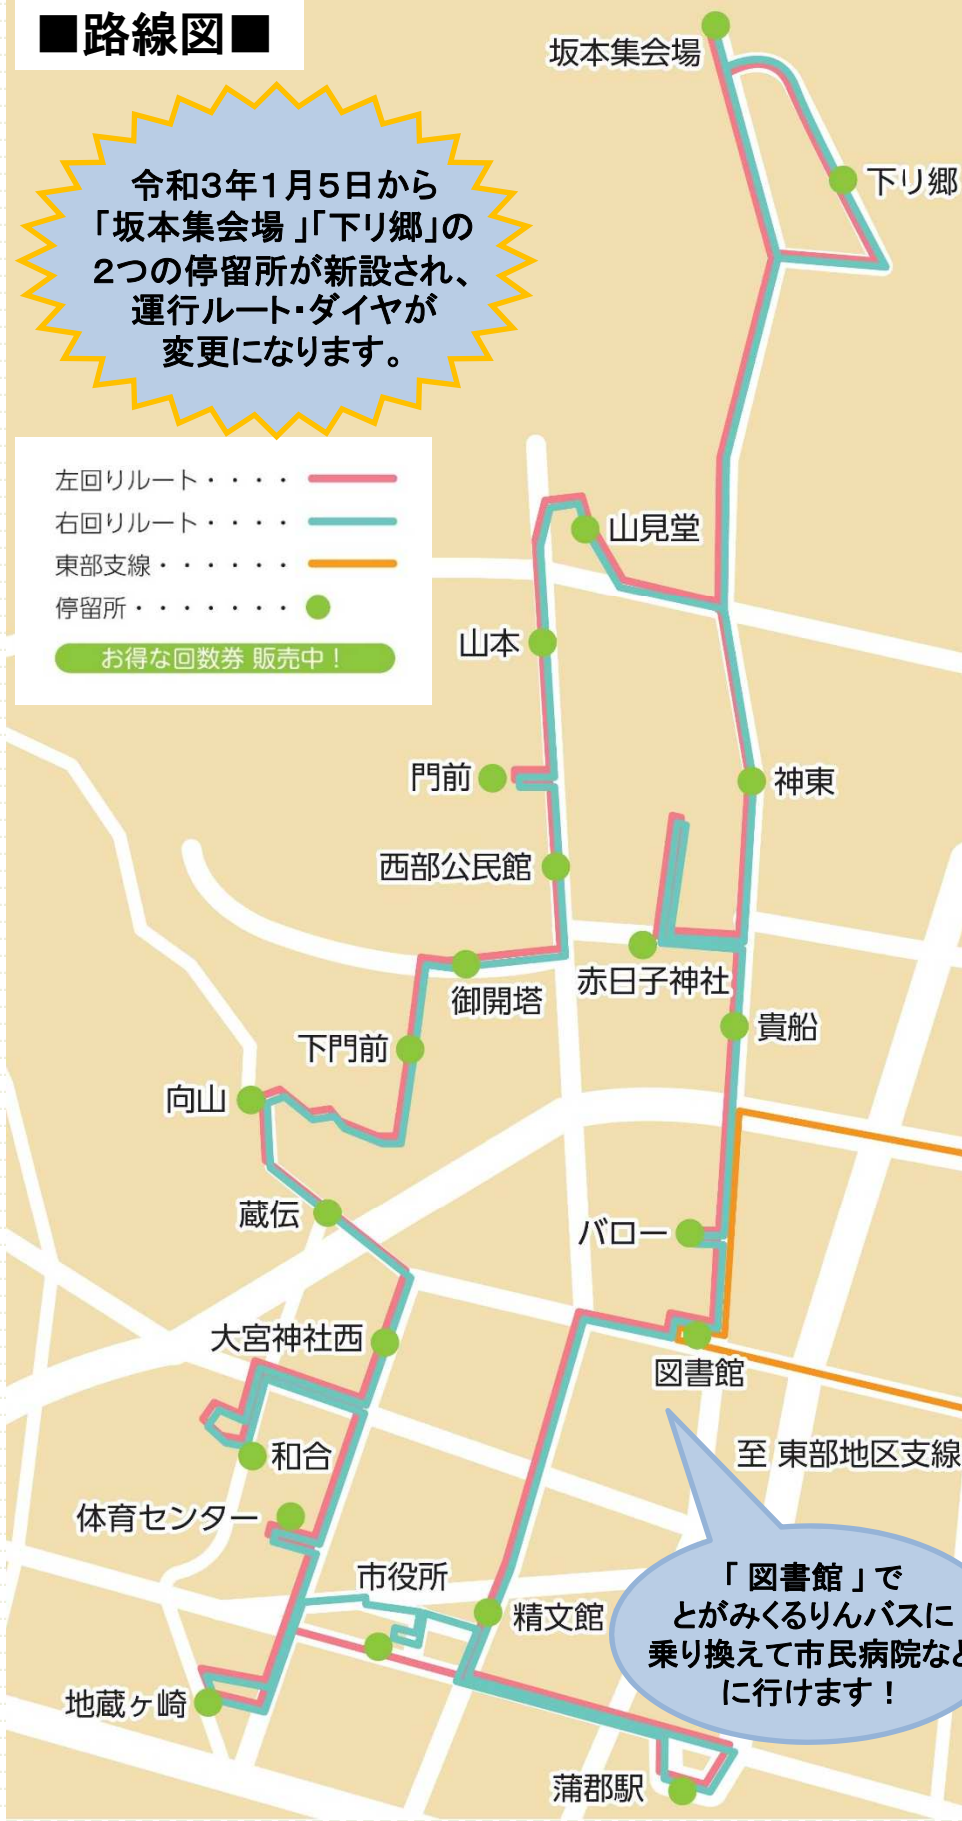 ■路線図■
令和3年1月5日から
「坂本集会場 」「下り郷」の
2つの停留所が新設され、
運行ルート・ダイヤが
変更になります。
左回りルート・・・・
右回りルート・・・・
東部支線・・・・・・
停留所・・・・・・・
お得な回数券 販売中！
坂本集会場
下り郷
山見堂
山本
門前
神東
西部公民館
赤日子神社
御開塔
貴船
下門前
向山
蔵伝
バロー
大宮神社西
図書館
和合
至 東部地区支線
体育センター
市役所
精文館
「 図書館 」で
とがみくるりんバスに
乗り換えて市民病院など
に行けます！
地蔵ヶ崎
蒲郡駅